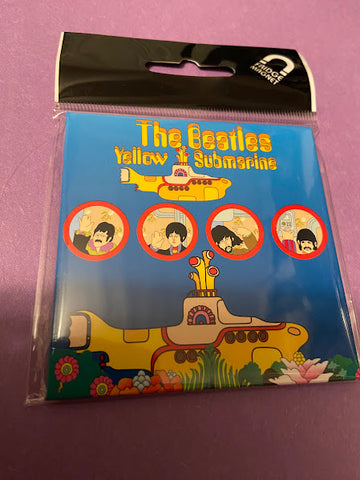 FRIDGE
MAGNET
The Beatles
Yellow Submarine